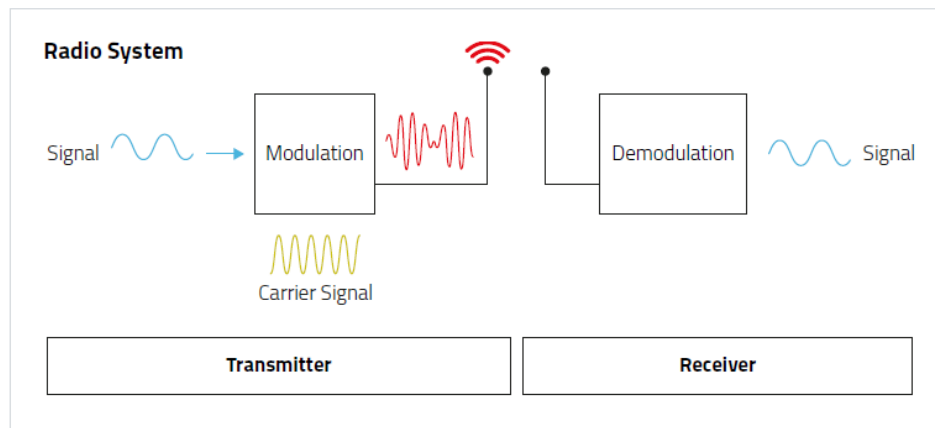 Radio System
Signal
Modulation
Demodulation
Signal
Carrier Signal
Transmitter
Receiver